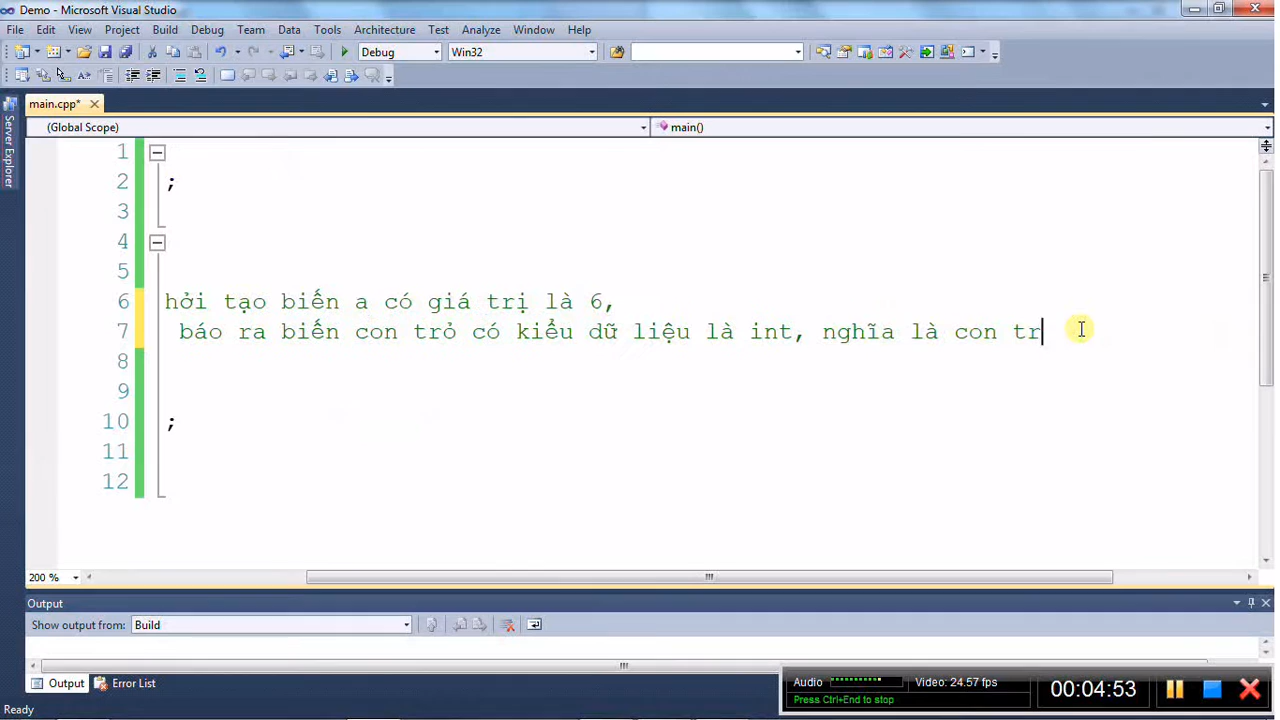 Demo - Microsoft Visual Studio
File Edit View Project Build Debug Team Data Tools Architecture Test Analyze Window Help
Debug Win32
main.cpp*
(Global Scope) main()
Server Explorer
1
2 ;
3
4
5
6 hởi tạo biến a có giá trị là 6,
7 báo ra biến con trỏ có kiểu dữ liệu là int, nghĩa là con tr
8
9
10 ;
11
12
200 %
Output
Show output from: Build
Output Error List
Ready
Audio Video: 24.57 fps
Press Ctrl+End to stop
00:04:53